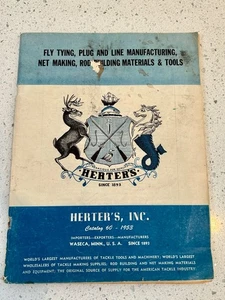 FLY TYING, PLUG AND LINE MANUFACTURING,
NET MAKING, ROD BUILDING MATERIALS & TOOLS
HERTER'S
SINCE 1893
HERTER'S, INC.
Catalog 60 - 1953
IMPORTERS—EXPORTERS—MANUFACTURERS
WASECA, MINN., U. S. A. SINCE 1893
WORLD'S LARGEST MANUFACTURERS OF TACKLE TOOLS AND MACHINERY; WORLD'S LARGEST
WHOLESALERS OF TACKLE MAKING SUPPLIES, ROD BUILDING AND NET MAKING MATERIALS
AND EQUIPMENT; THE ORIGINAL SOURCE OF SUPPLY FOR THE AMERICAN TACKLE INDUSTRY.